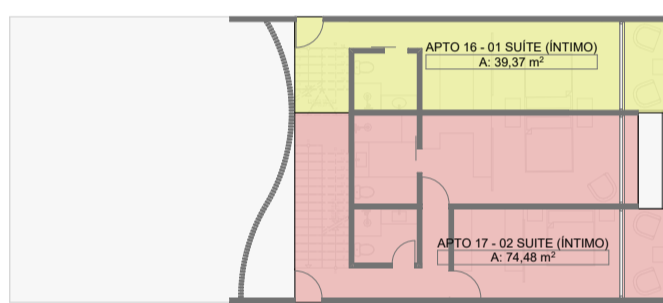 APTO 16 - 01 SUÍTE (ÍNTIMO)
A: 39,37 m²
APTO 17 - 02 SUITE (ÍNTIMO)
A: 74,48 m²